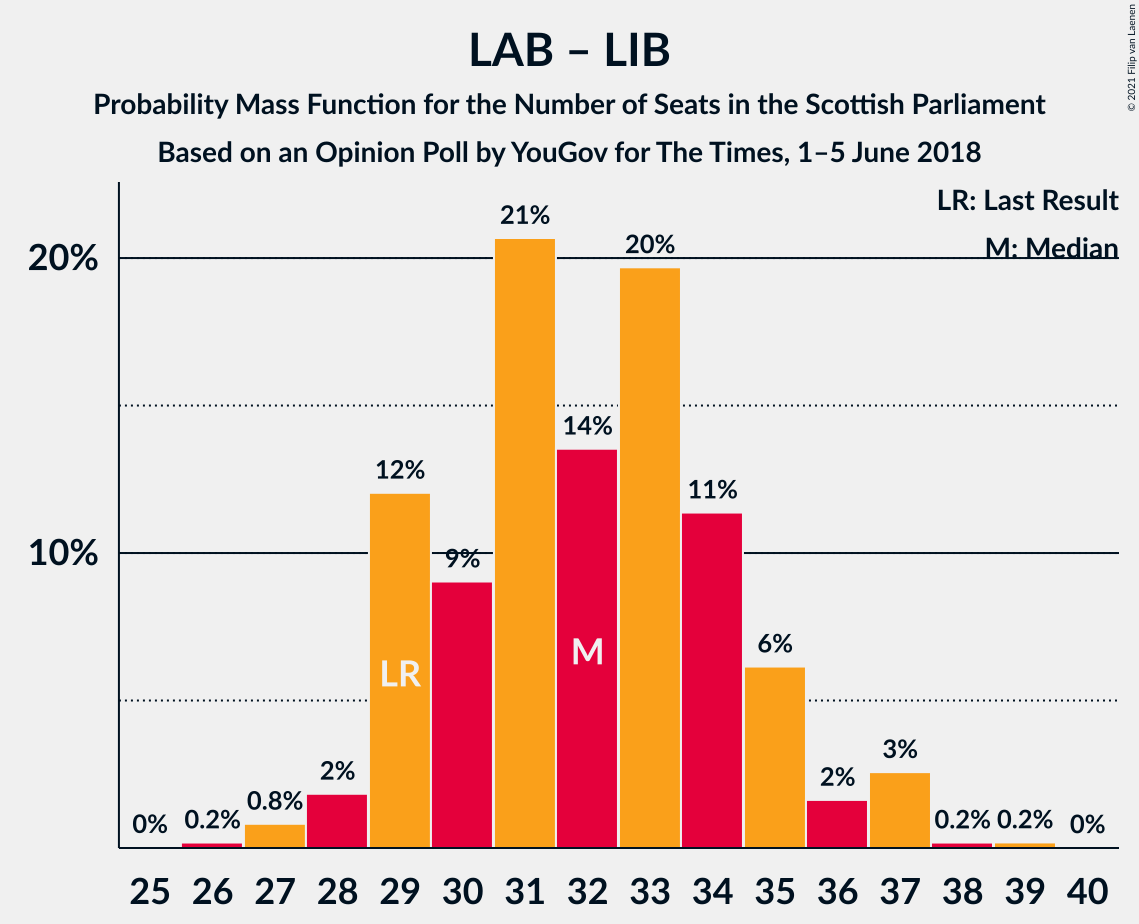 LAB – LIB
Probability Mass Function for the Number of Seats in the Scottish Parliament
Based on an Opinion Poll by YouGov for The Times, 1–5 June 2018
© 2021 Filip van Laenen
LR: Last Result
M: Median
20%
10%
0%
0.2%
0.8%
2%
12%
9%
21%
14%
20%
11%
6%
2%
3%
0.2%
0.2%
0%
LR
M
25 26 27 28 29 30 31 32 33 34 35 36 37 38 39 40